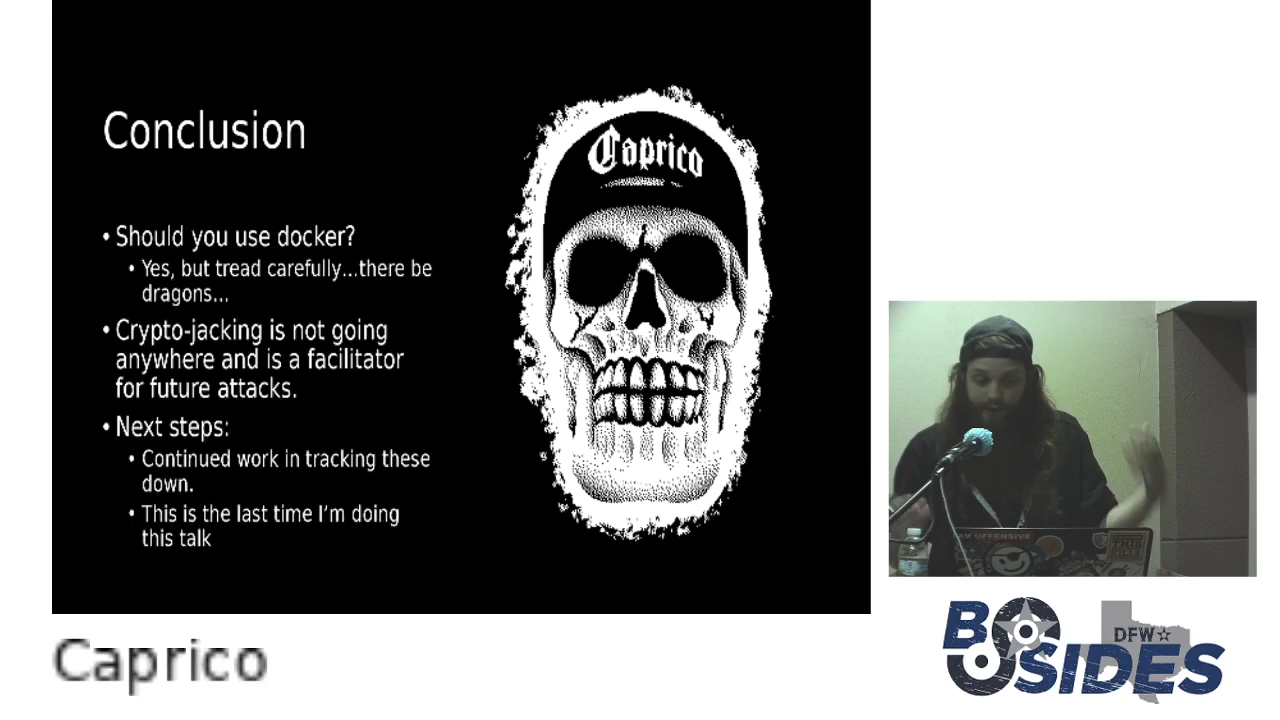 Conclusion
• Should you use docker?
• Yes, but tread carefully...there be
dragons...
• Crypto-jacking is not going
anywhere and is a facilitator
for future attacks.
• Next steps:
• Continued work in tracking these
down.
• This is the last time I'm doing
this talk
Caprico
AM OFFENSIVE
Caprico
BSIDES
DFW